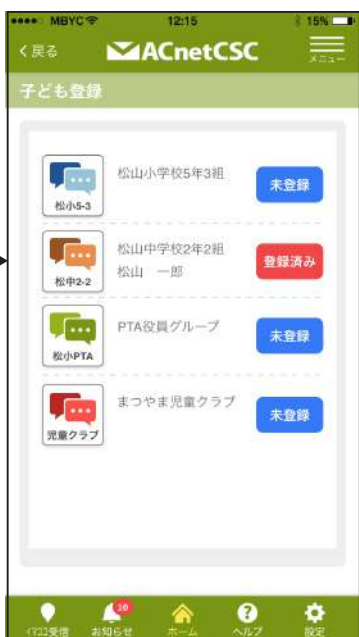 MBYC 12:15 15%
戻る MACnetCSC メニュー
子ども登録
松小5-3 松山小学校5年3組 未登録
松中2-2 松山中学校2年2組 登録済み
松山 一郎
松小PTA PTA役員グループ 未登録
児童クラブ まつやま児童クラブ 未登録
10
イマココ受信 お知らせ ホーム ヘルプ 設定